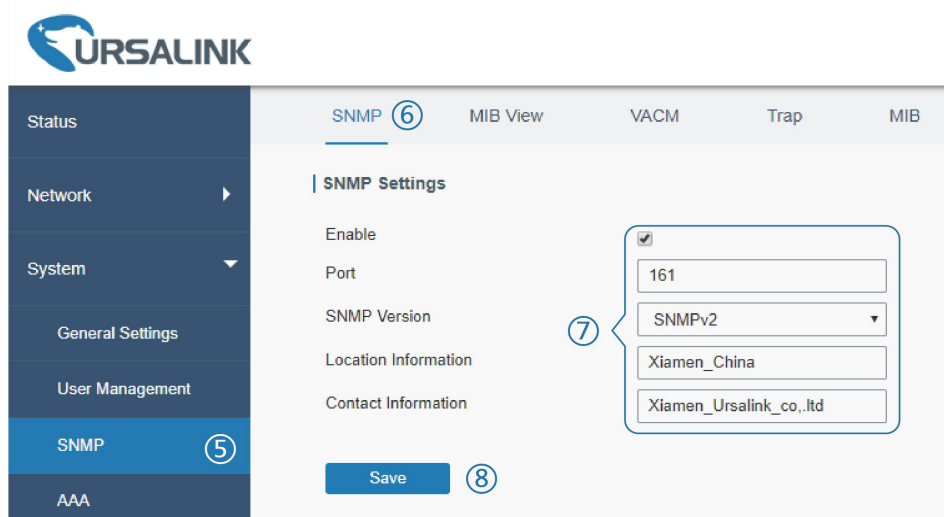 URSALINK
Status
Network
System
General Settings
User Management
SNMP ⑤
AAA
SNMP ⑥ MIB View VACM Trap MIB
SNMP Settings
Enable
Port 161
SNMP Version ⑦ SNMPv2
Location Information Xiamen_China
Contact Information Xiamen_Ursalink_co,.ltd
Save ⑧